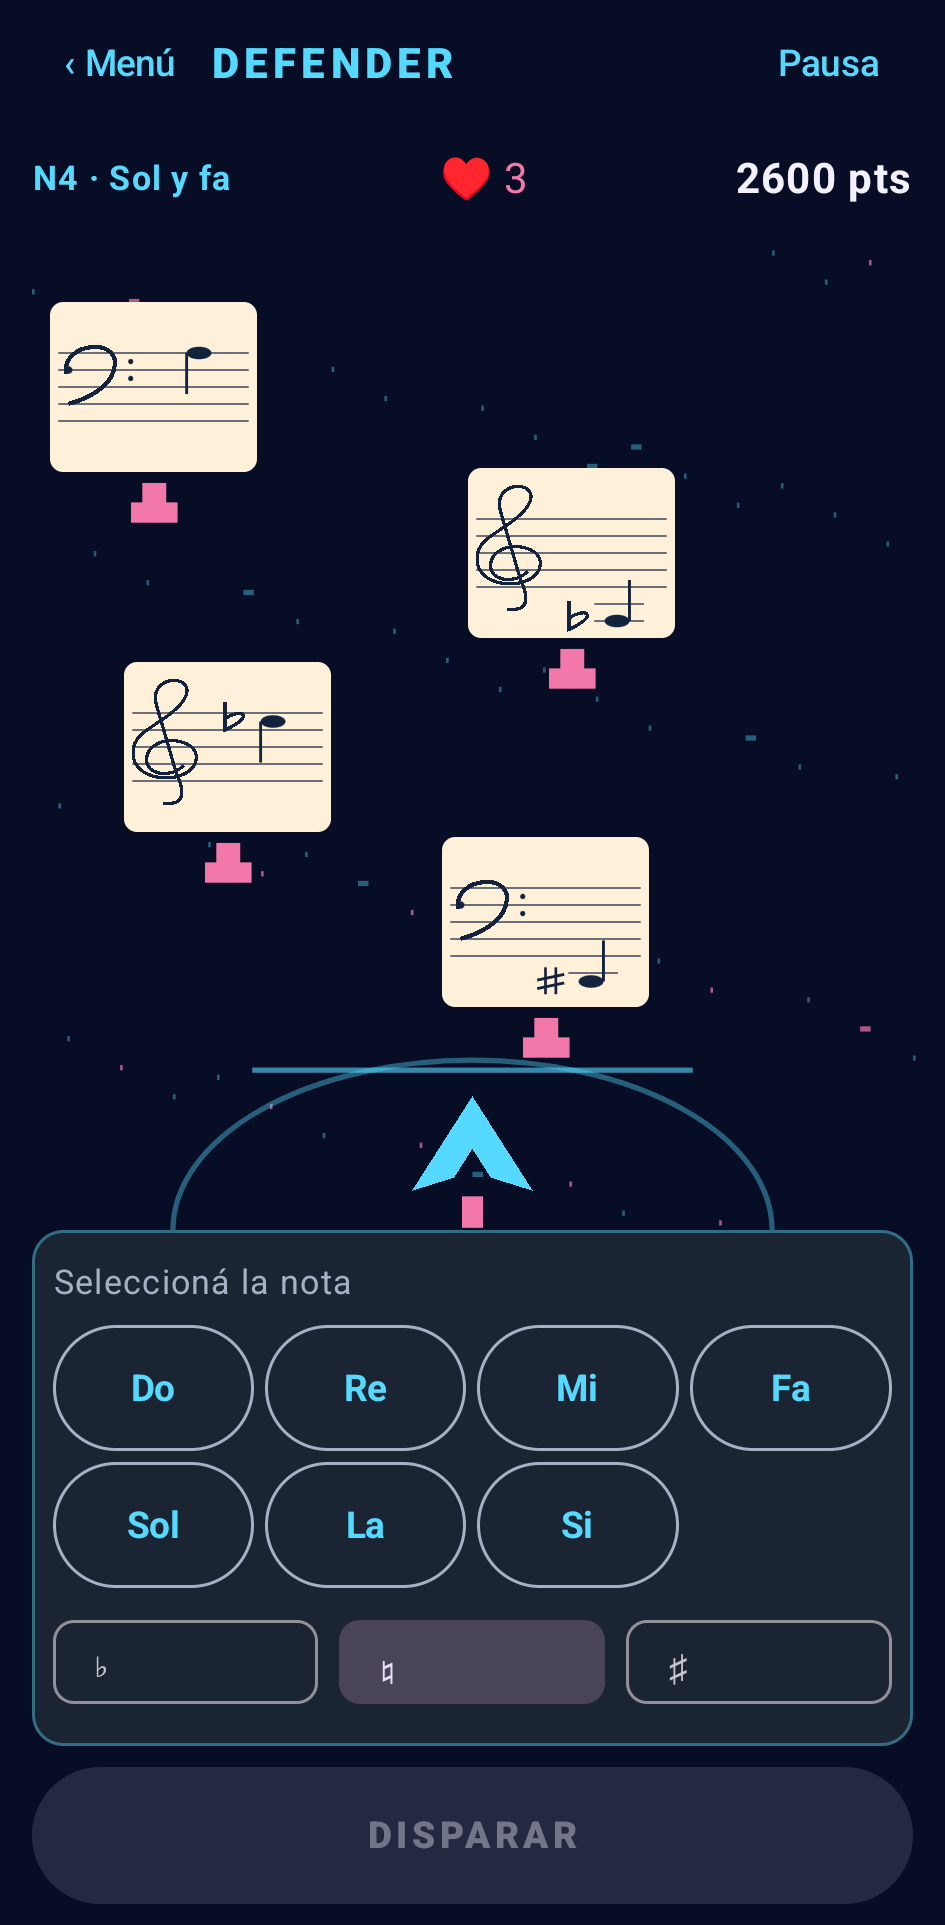 ‹ Menú DEFENDER Pausa
N4 · Sol y fa ❤️ 3 2600 pts
Seleccioná la nota
Do Re Mi Fa
Sol La Si
♭ ♮ ♯
DISPARAR